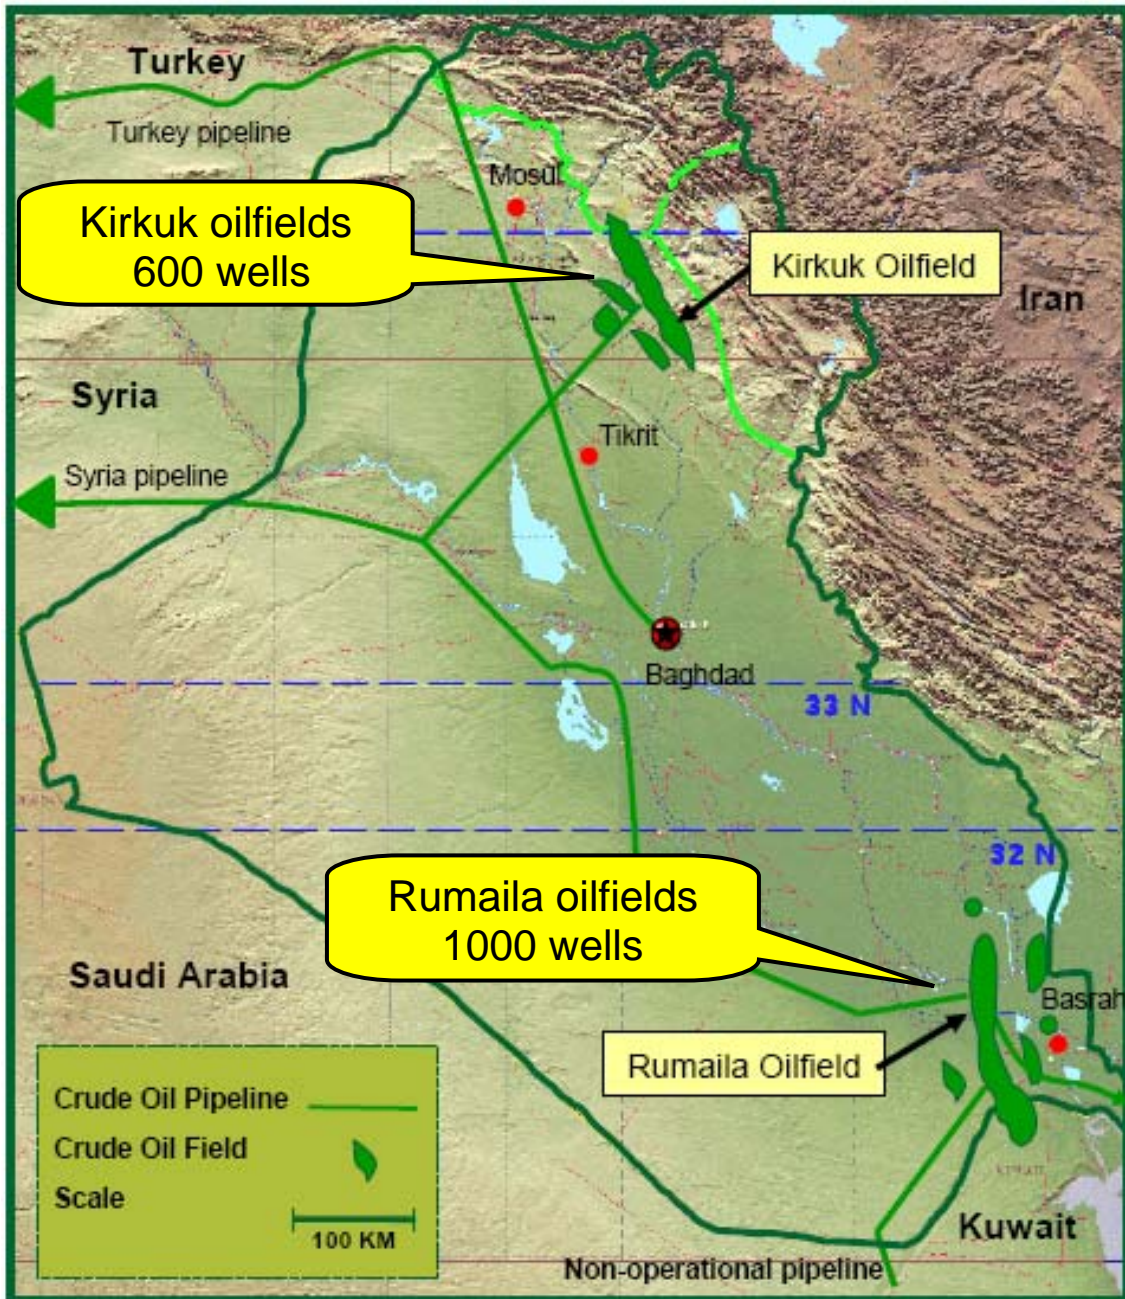 Turkey
Turkey pipeline
Mosul
Kirkuk oilfields
600 wells
Kirkuk Oilfield
Iran
Syria
Tikrit
Syria pipeline
Baghdad
33 N
32 N
Rumaila oilfields
1000 wells
Saudi Arabia
Basrah
Rumaila Oilfield
Crude Oil Pipeline
Crude Oil Field
Scale
100 KM
KUWAIT
Kuwait
Non-operational pipeline